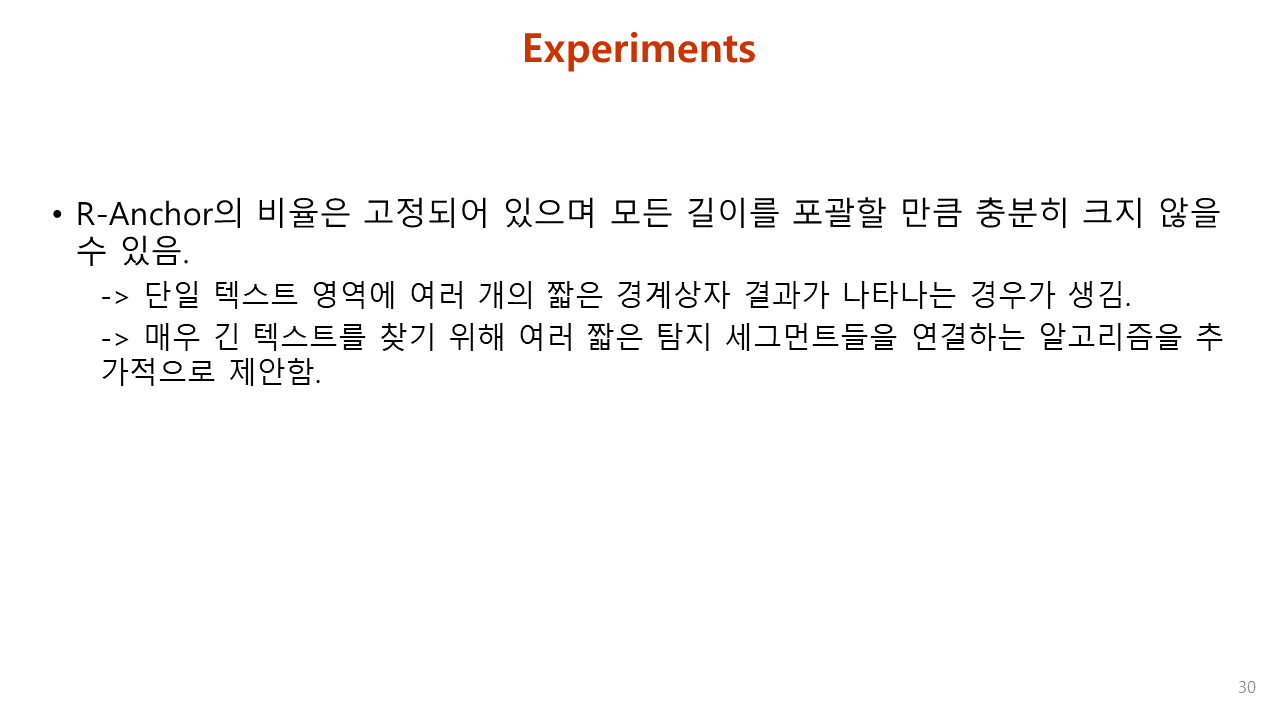 Experiments
• R-Anchor의 비율은 고정되어 있으며 모든 길이를 포괄할 만큼 충분히 크지 않을
수 있음.
-> 단일 텍스트 영역에 여러 개의 짧은 경계상자 결과가 나타나는 경우가 생김.
-> 매우 긴 텍스트를 찾기 위해 여러 짧은 탐지 세그먼트들을 연결하는 알고리즘을 추
가적으로 제안함.
30